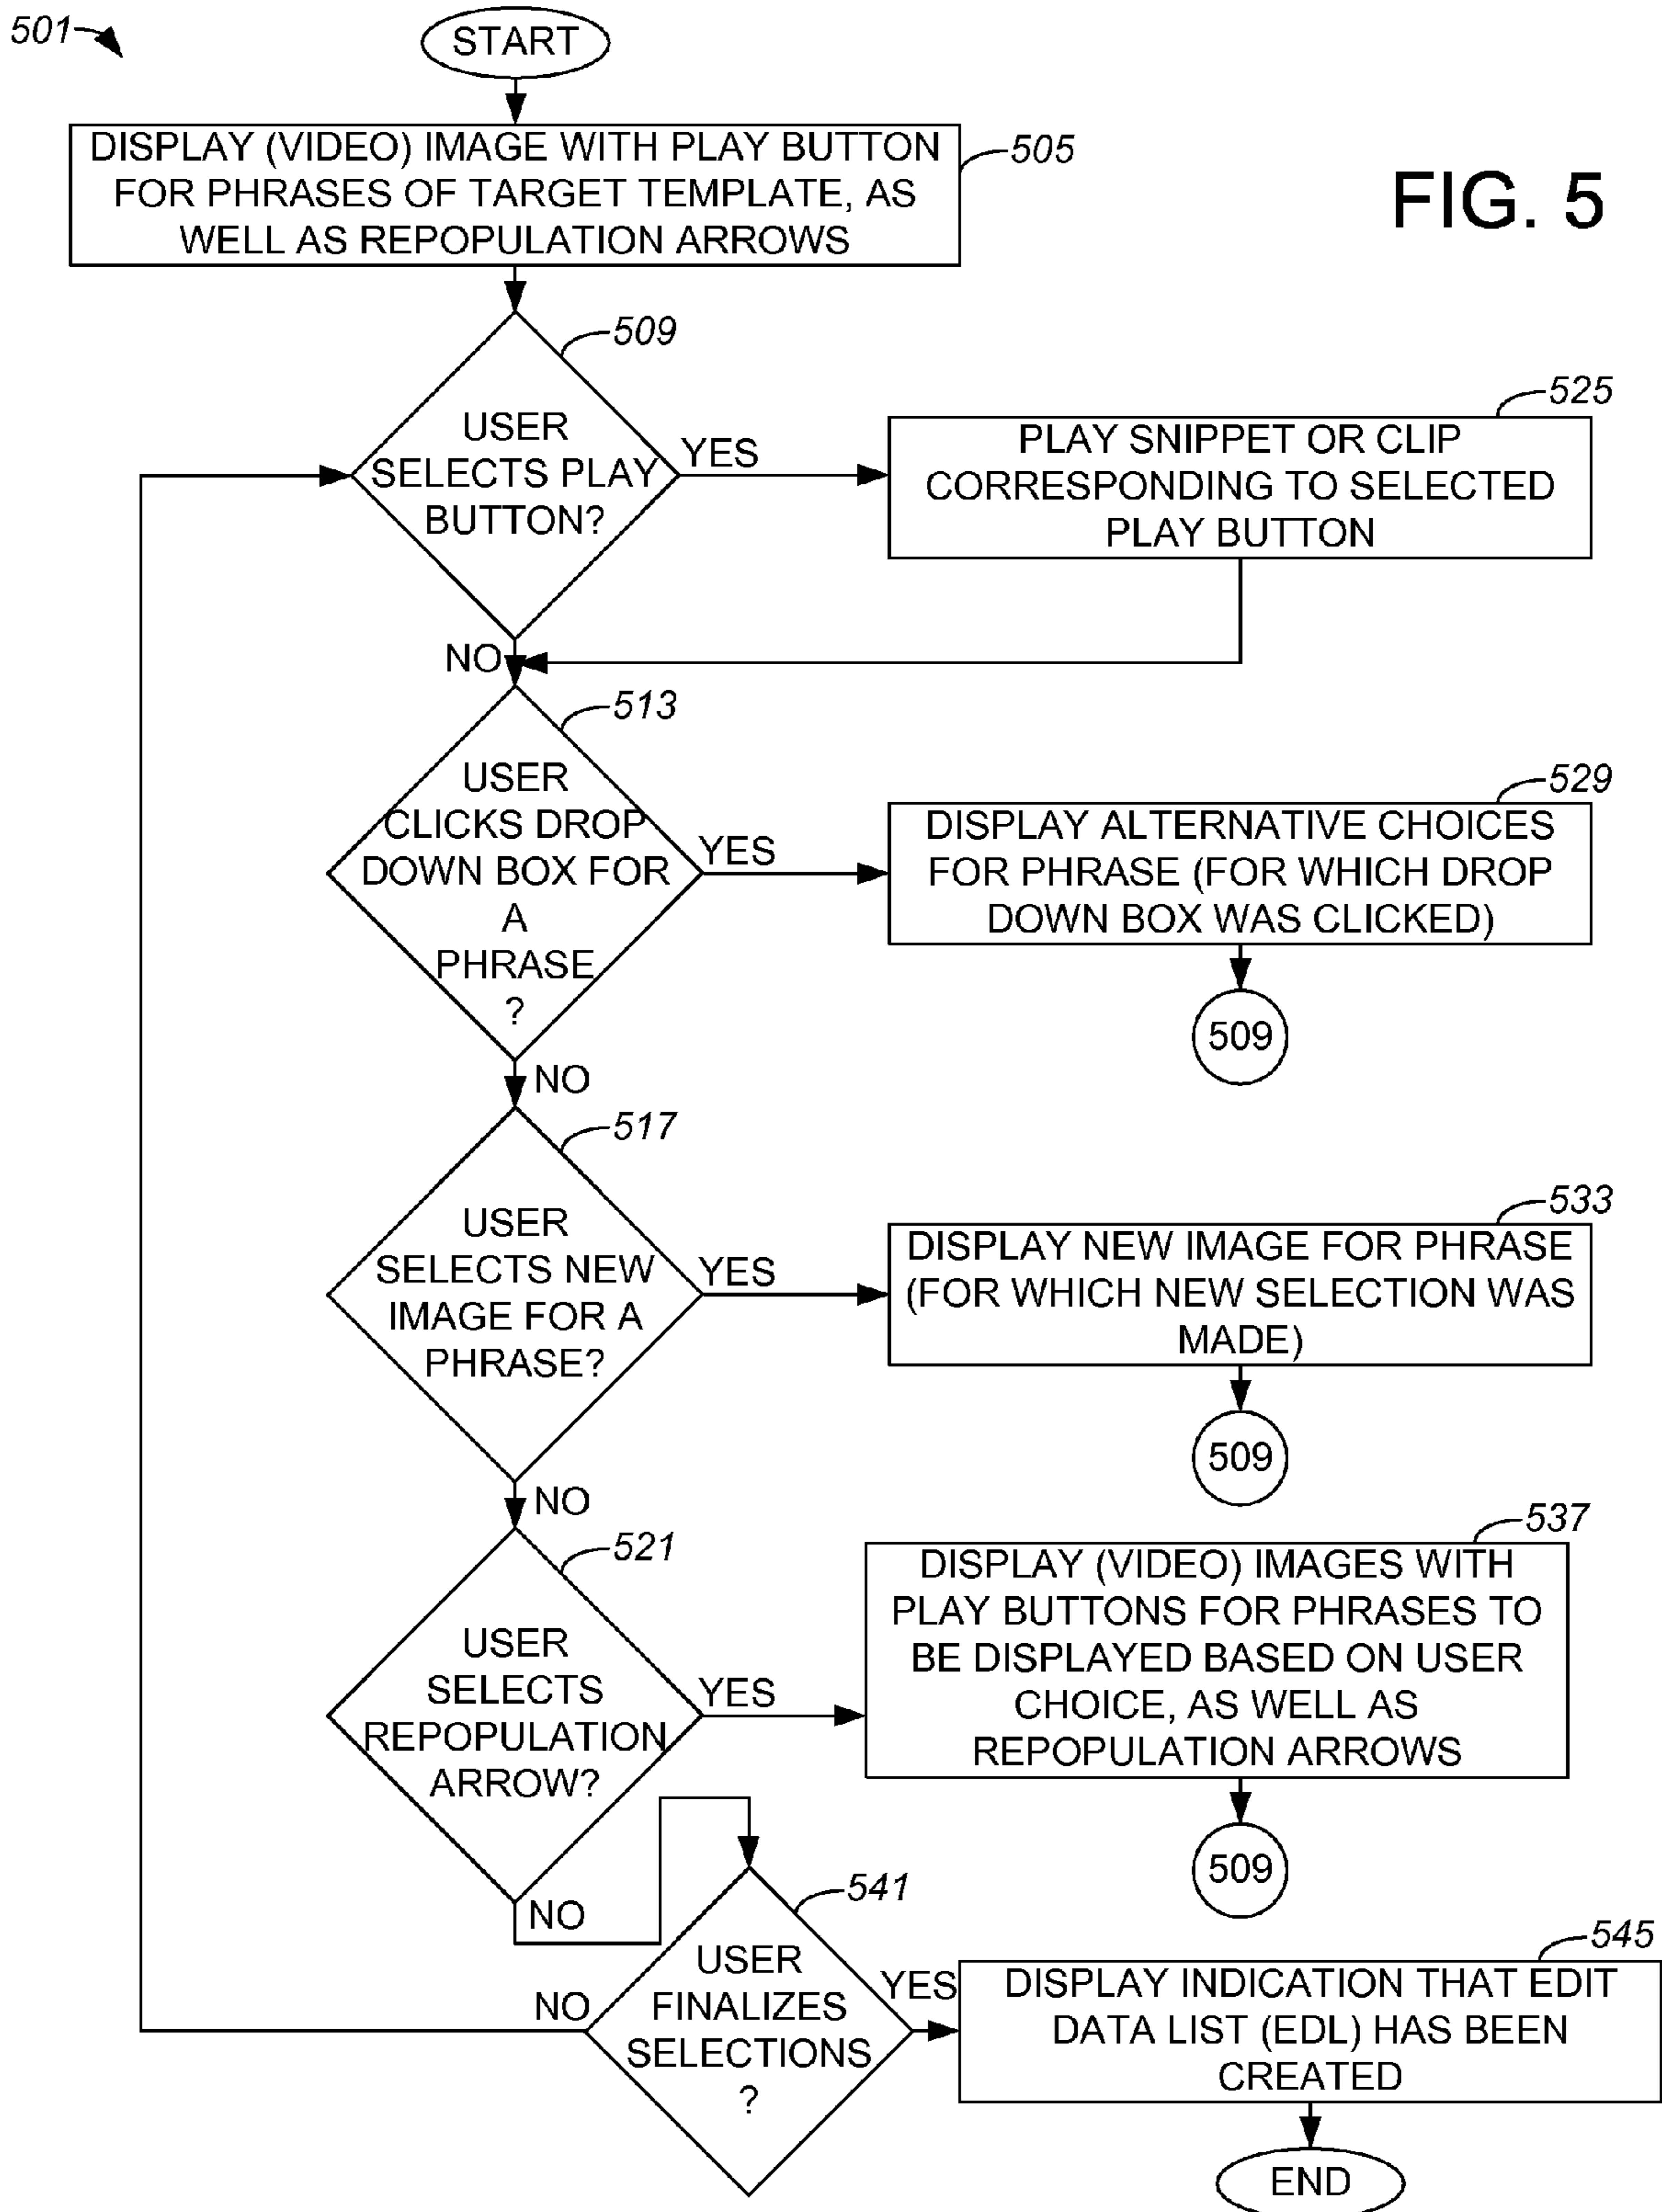 501
START
DISPLAY (VIDEO) IMAGE WITH PLAY BUTTON
FOR PHRASES OF TARGET TEMPLATE, AS
WELL AS REPOPULATION ARROWS
505
FIG. 5
509
USER
SELECTS PLAY
BUTTON?
YES
525
PLAY SNIPPET OR CLIP
CORRESPONDING TO SELECTED
PLAY BUTTON
NO
513
USER
CLICKS DROP
DOWN BOX FOR
A
PHRASE
?
YES
529
DISPLAY ALTERNATIVE CHOICES
FOR PHRASE (FOR WHICH DROP
DOWN BOX WAS CLICKED)
509
NO
517
USER
SELECTS NEW
IMAGE FOR A
PHRASE?
YES
533
DISPLAY NEW IMAGE FOR PHRASE
(FOR WHICH NEW SELECTION WAS
MADE)
509
NO
521
USER
SELECTS
REPOPULATION
ARROW?
YES
537
DISPLAY (VIDEO) IMAGES WITH
PLAY BUTTONS FOR PHRASES TO
BE DISPLAYED BASED ON USER
CHOICE, AS WELL AS
REPOPULATION ARROWS
509
NO
541
USER
FINALIZES
SELECTIONS
?
NO
YES
545
DISPLAY INDICATION THAT EDIT
DATA LIST (EDL) HAS BEEN
CREATED
END